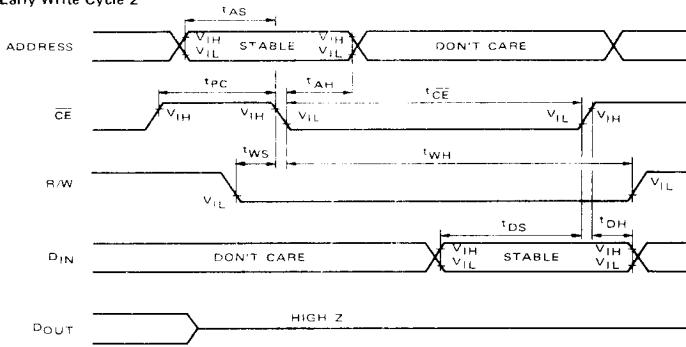 Early Write Cycle 2
tAS
ADDRESS VIH VIL STABLE VIH VIL DON'T CARE
tPC tAH tCE
CE VIH VIH VIL VIL VIH
tWS tWH
R/W VIL VIL
tDS tDH
DIN DON'T CARE VIH VIL STABLE VIH VIL
DOUT HIGH Z